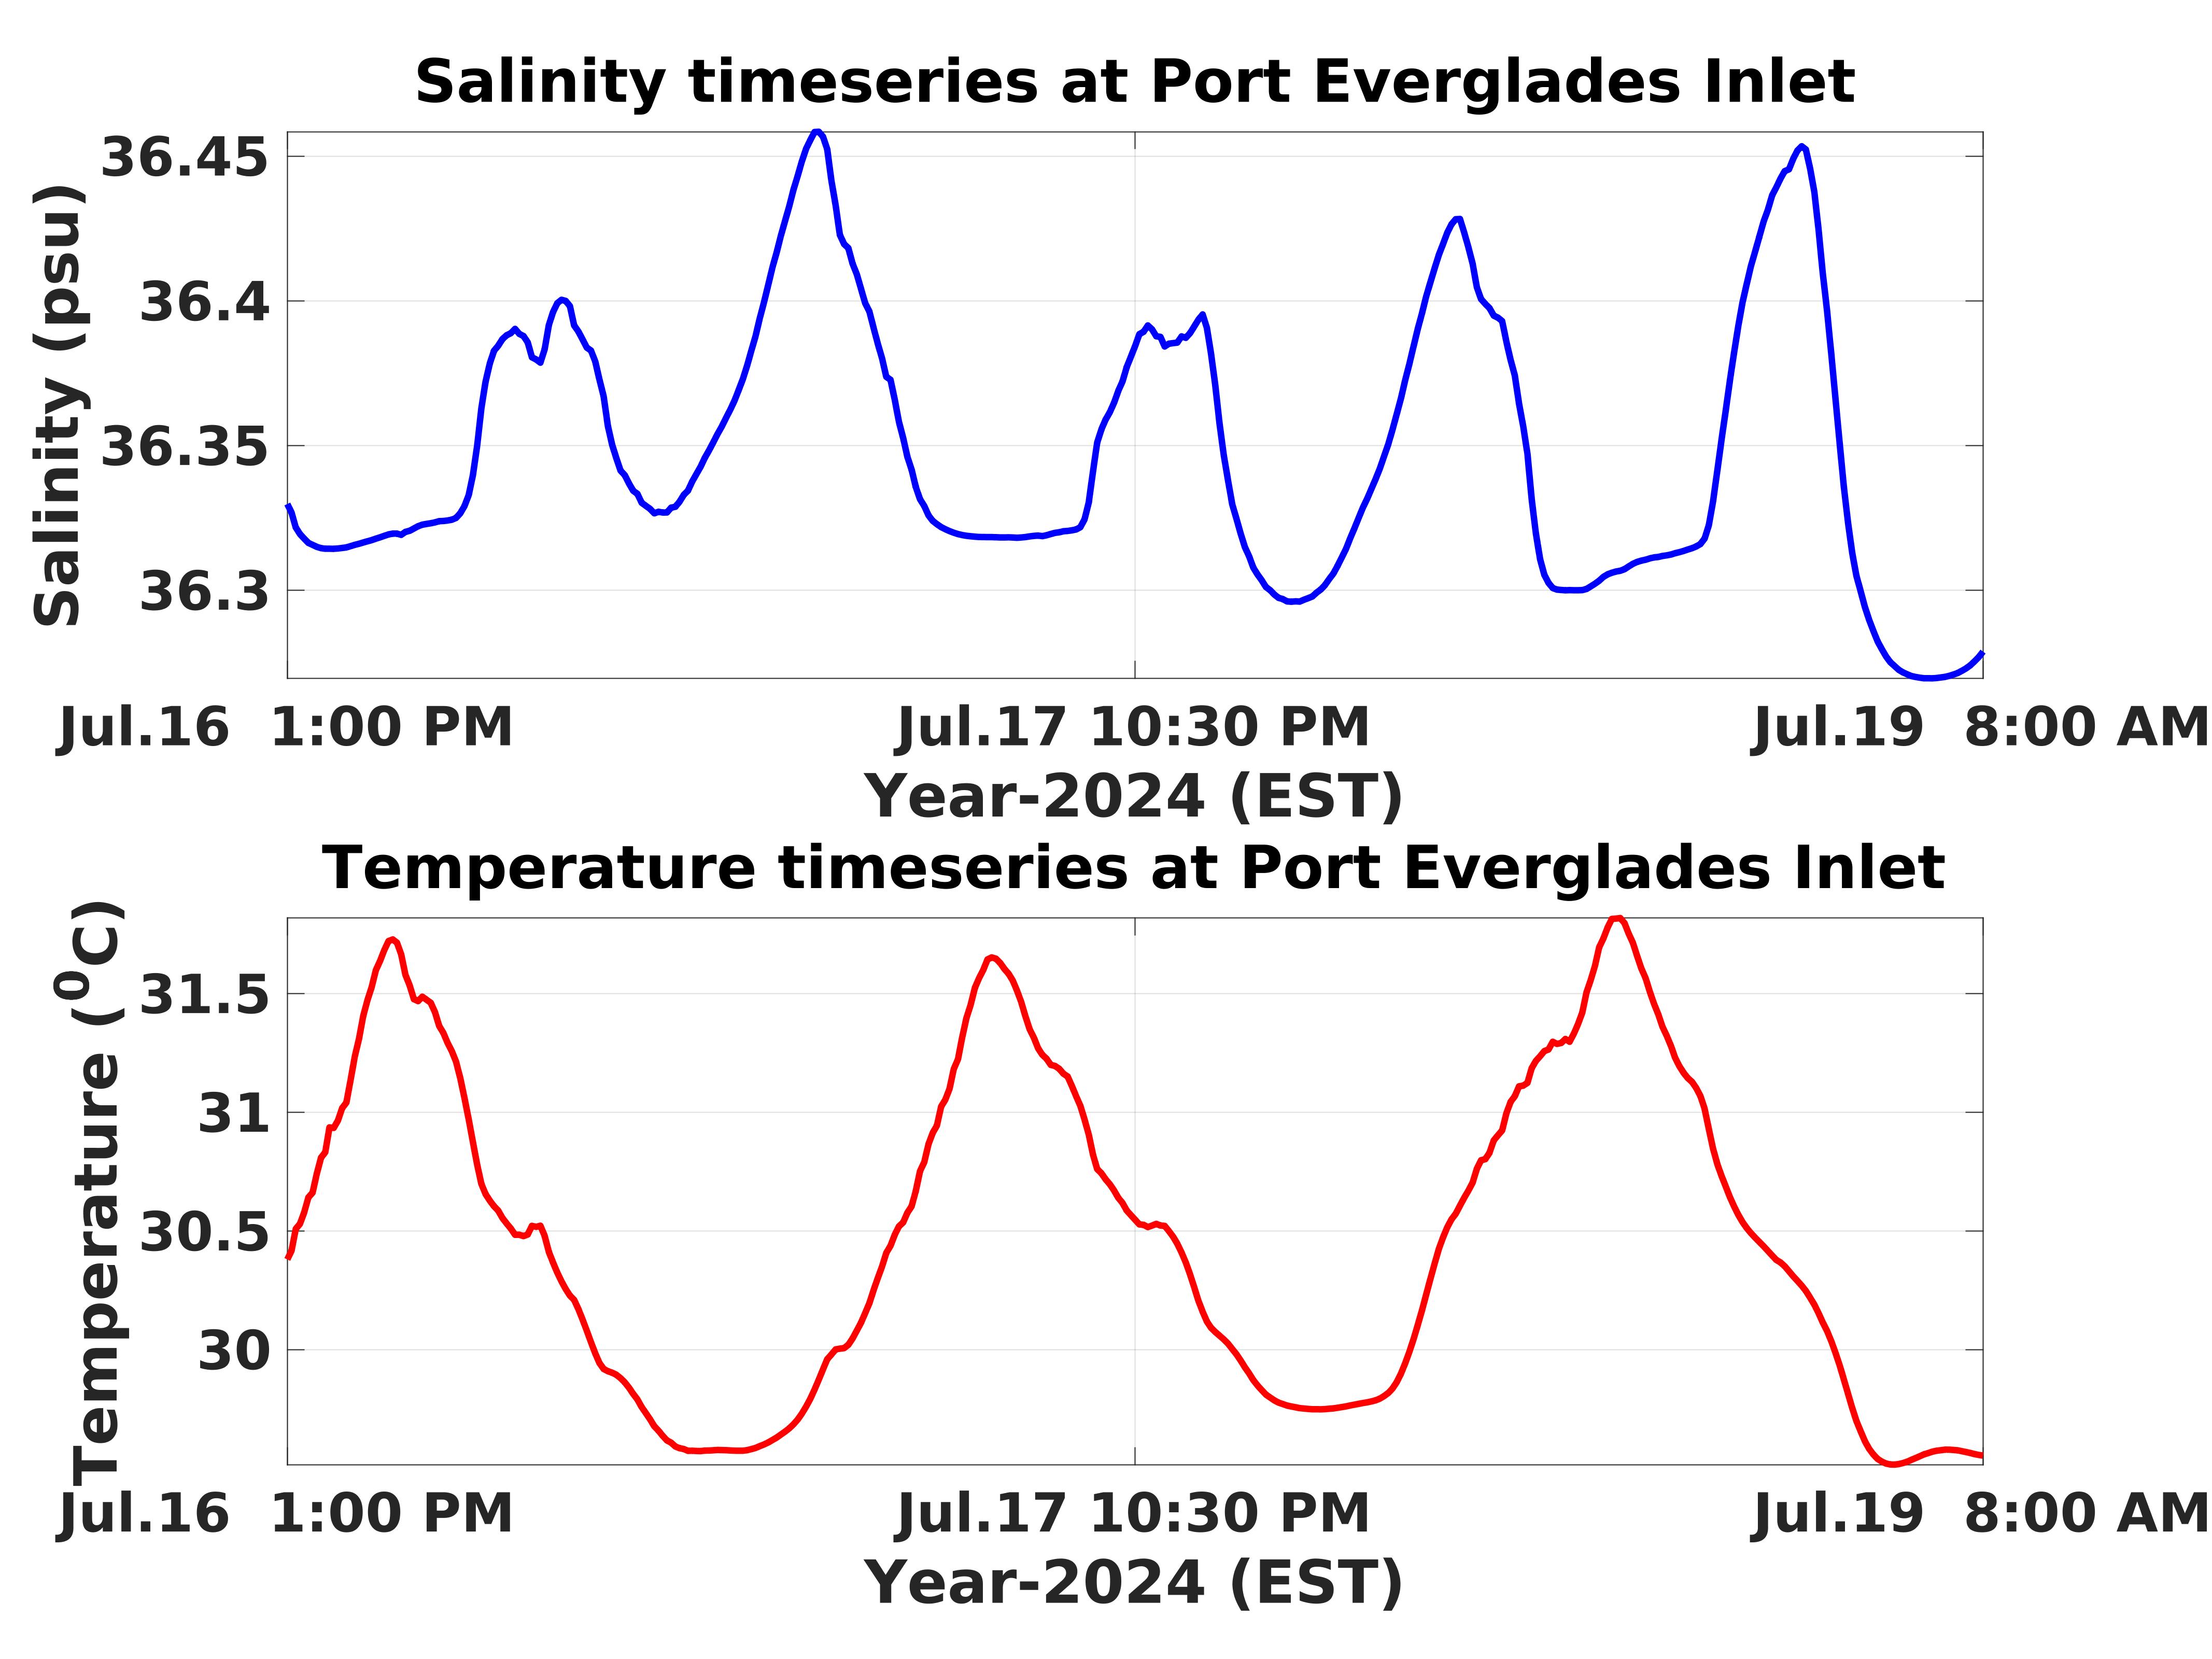 Salinity timeseries at Port Everglades Inlet
Salinity (psu)
36.45
36.4
36.35
36.3
Jul.16  1:00 PM Jul.17 10:30 PM Jul.19  8:00 AM
Year-2024 (EST)
Temperature timeseries at Port Everglades Inlet
Temperature (⁰C)
31.5
31
30.5
30
Jul.16  1:00 PM Jul.17 10:30 PM Jul.19  8:00 AM
Year-2024 (EST)